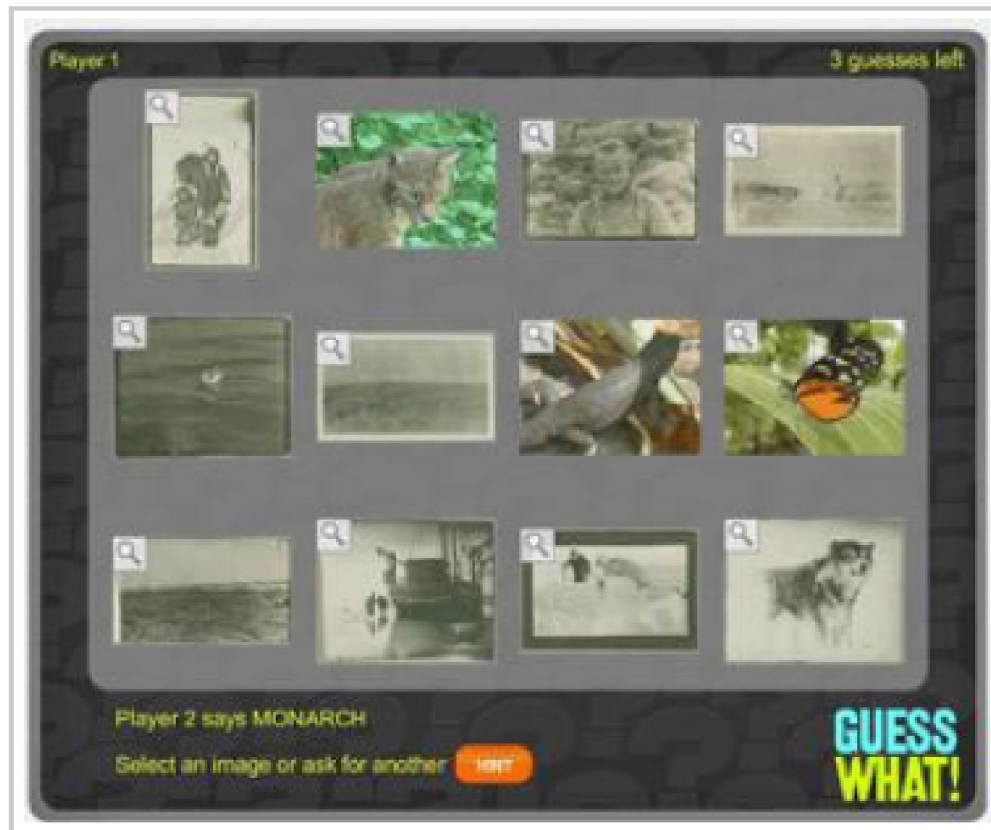 Player 1
3 guesses left
Player 2 says MONARCH
Select an image or ask for another HINT
GUESS
WHAT!